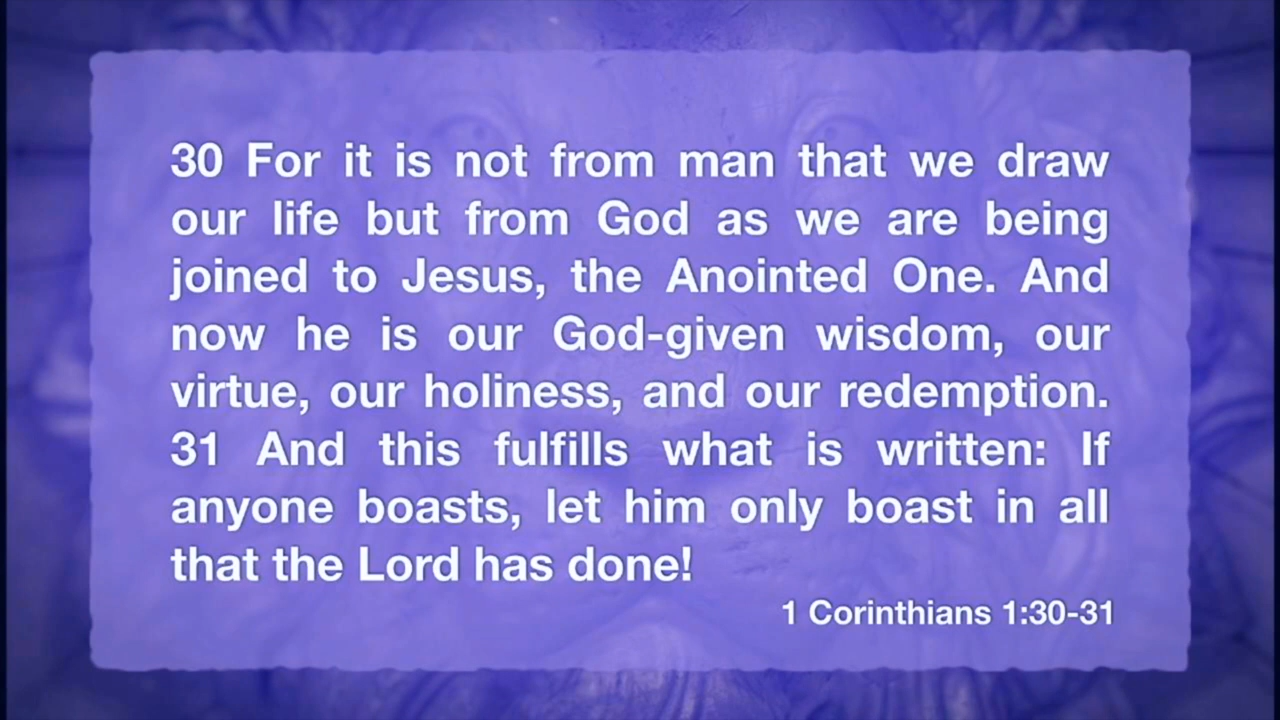 30 For it is not from man that we draw
our life but from God as we are being
joined to Jesus, the Anointed One. And
now he is our God-given wisdom, our
virtue, our holiness, and our redemption.
31 And this fulfills what is written: If
anyone boasts, let him only boast in all
that the Lord has done!
1 Corinthians 1:30-31